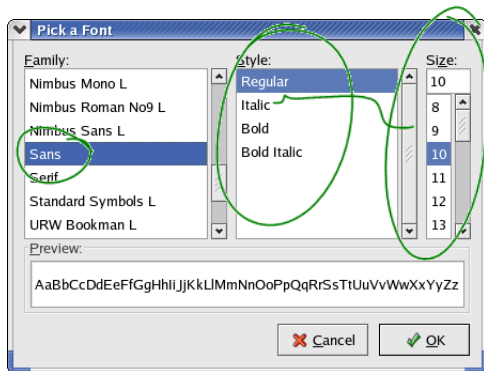 Pick a Font
Family:
Nimbus Mono L
Nimbus Roman No9 L
Nimbus Sans L
Sans
Serif
Standard Symbols L
URW Bookman L
Style:
Regular
Italic
Bold
Bold Italic
Size:
10
8
9
10
11
12
13
Preview:
AaBbCcDdEeFfGgHhIiJjKkLlMmNnOoPpQqRrSsTtUuVvWwXxYyZz
Cancel
OK